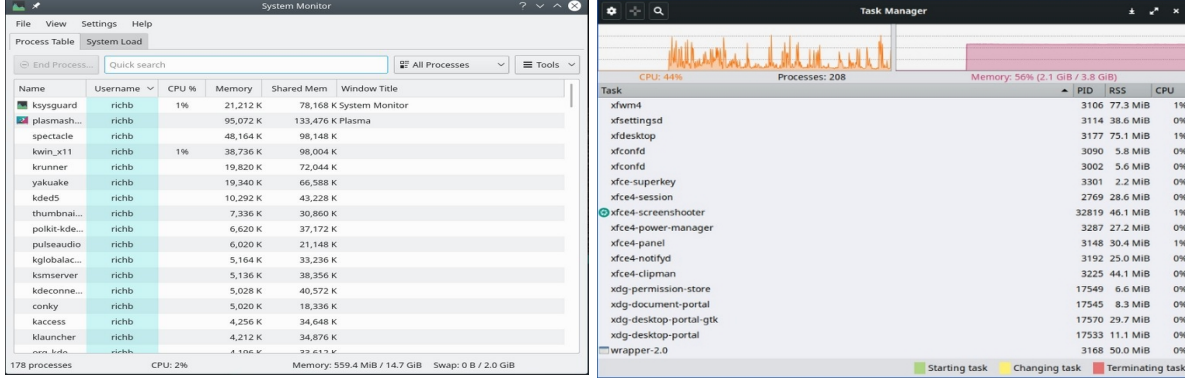 System Monitor
File View Settings Help
Process Table System Load
End Process... Quick search All Processes Tools
Name Username CPU % Memory Shared Mem Window Title
ksysguard richb 1% 21,212 K 78,168 K System Monitor
plasmash... richb 95,072 K 133,476 K Plasma
spectacle richb 48,164 K 98,148 K
kwin_x11 richb 1% 38,736 K 98,004 K
krunner richb 19,820 K 72,044 K
yakuake richb 19,340 K 66,588 K
kded5 richb 10,292 K 43,228 K
thumbnai... richb 7,336 K 30,860 K
polkit-kde... richb 6,620 K 37,172 K
pulseaudio richb 6,020 K 21,148 K
kglobalac... richb 5,164 K 33,236 K
ksmserver richb 5,136 K 38,356 K
kdeconne... richb 5,028 K 40,572 K
conky richb 5,020 K 18,336 K
kaccess richb 4,256 K 34,648 K
klauncher richb 4,212 K 34,876 K
org.kde... richb 4,196 K 33,612 K
178 processes CPU: 2% Memory: 559.4 MiB / 14.7 GiB Swap: 0 B / 2.0 GiB
Task Manager
CPU: 44% Processes: 208 Memory: 56% (2.1 GiB / 3.8 GiB)
Task PID RSS CPU
xfwm4 3106 77.3 MiB 1%
xfsettingsd 3114 38.6 MiB 0%
xfdesktop 3177 75.1 MiB 1%
xfconfd 3090 5.8 MiB 0%
xfconfd 3002 5.6 MiB 0%
xfce-superkey 3301 2.2 MiB 0%
xfce4-session 2769 28.6 MiB 0%
xfce4-screenshooter 32819 46.1 MiB 1%
xfce4-power-manager 3287 27.2 MiB 0%
xfce4-panel 3148 30.4 MiB 1%
xfce4-notifyd 3192 25.0 MiB 0%
xfce4-clipman 3225 44.1 MiB 0%
xdg-permission-store 17549 6.6 MiB 0%
xdg-document-portal 17545 8.3 MiB 0%
xdg-desktop-portal-gtk 17570 29.7 MiB 0%
xdg-desktop-portal 17533 11.1 MiB 0%
wrapper-2.0 3168 50.0 MiB 0%
Starting task Changing task Terminating task